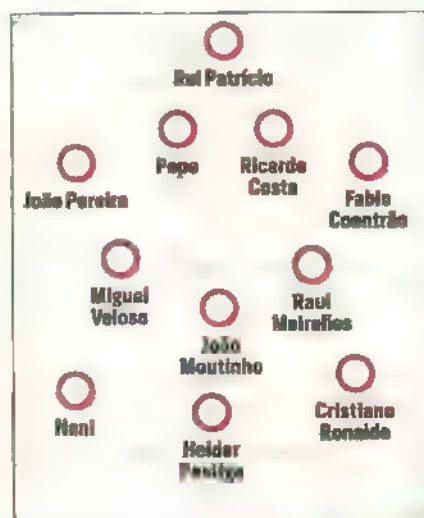 Rui Patrício
Pepe
Ricardo
Costa
João Pereira
Fabio
Coentrão
Miguel
Veloso
Raul
Meireles
João
Moutinho
Nani
Cristiano
Ronaldo
Helder
Postiga